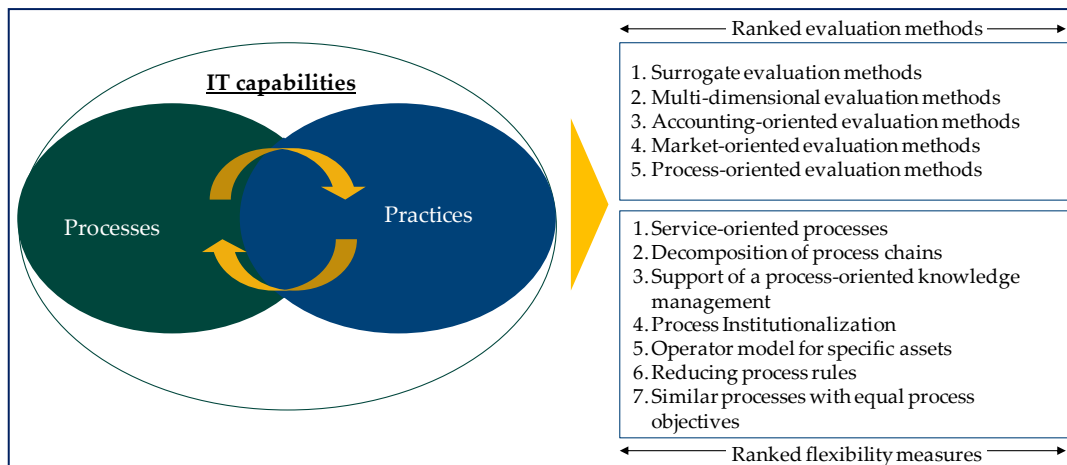 IT capabilities
Processes
Practices
Ranked evaluation methods
1. Surrogate evaluation methods
2. Multi-dimensional evaluation methods
3. Accounting-oriented evaluation methods
4. Market-oriented evaluation methods
5. Process-oriented evaluation methods
1. Service-oriented processes
2. Decomposition of process chains
3. Support of a process-oriented knowledge
management
4. Process Institutionalization
5. Operator model for specific assets
6. Reducing process rules
7. Similar processes with equal process
objectives
Ranked flexibility measures